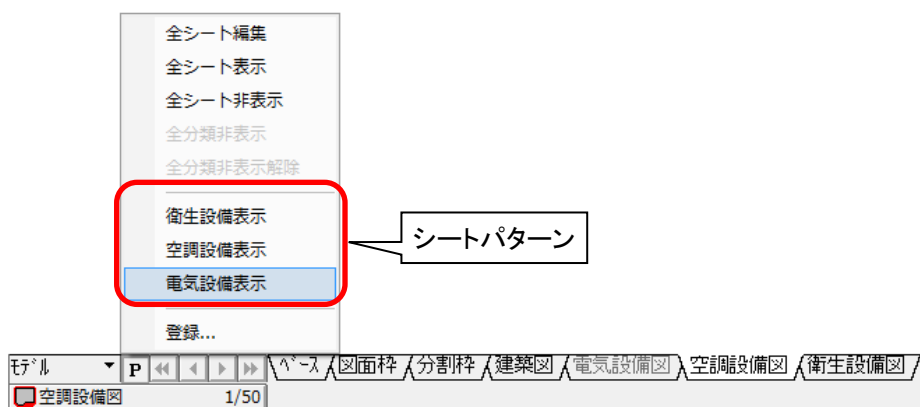 全シート編集
全シート表示
全シート非表示
全分類非表示
全分類非表示解除
衛生設備表示
空調設備表示
電気設備表示
シートパターン
登録...
ﾓﾃﾞﾙ P ﾍﾞｰｽ 図面枠 分割枠 建築図 電気設備図 空調設備図 衛生設備図
空調設備図 1/50